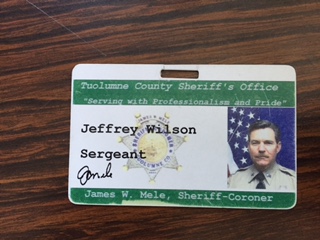 Tuolumne County Sheriff's Office
"Serving with Professionalism and Pride"
Jeffrey Wilson
Sergeant
James W. Mele, Sheriff-Coroner